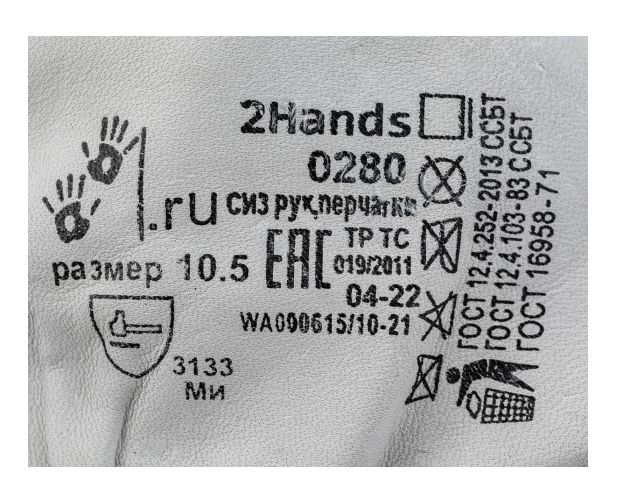 2Hands
0280
.ru СИЗ рук,перчатки
размер 10.5
EAC
ТР ТС
019/2011
04-22
WA090615/10-21
3133
Ми
ГОСТ 12.4.252-2013 ССБТ
ГОСТ 12.4.103-83 ССБТ
ГОСТ 16958-71